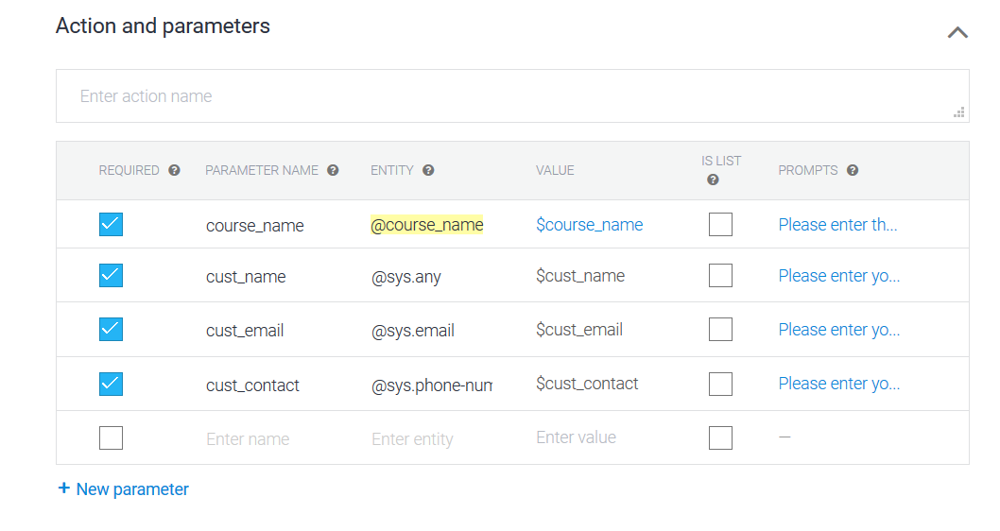 Action and parameters
Enter action name
REQUIRED PARAMETER NAME ENTITY VALUE IS LIST PROMPTS
course_name @course_name $course_name Please enter th...
cust_name @sys.any $cust_name Please enter yo...
cust_email @sys.email $cust_email Please enter yo...
cust_contact @sys.phone-num $cust_contact Please enter yo...
Enter name Enter entity Enter value —
+ New parameter